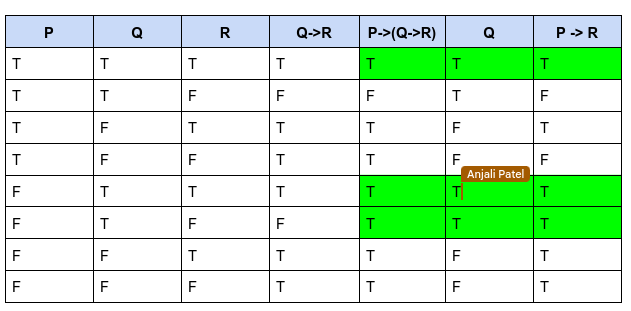 P Q R Q->R P->(Q->R) Q P -> R
T T T T T T T
T T F F F T F
T F T T T F T
T F F T T F F
Anjali Patel
F T T T T T T
F T F F T T T
F F T T T F T
F F F T T F T